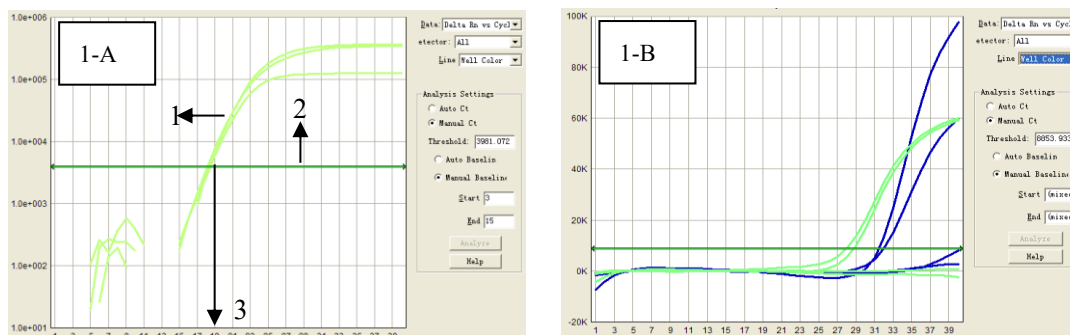 1-A
1.0e+006
1.0e+005
1.0e+004
1.0e+003
1.0e+002
1.0e+001
1
2
3
Data: Delta Rn vs Cycl
etector: All
Line Well Color
Analysis Settings
Auto Ct
Manual Ct
Threshold: 3981.072
Auto Baselin
Manual Baseline
Start 3
End 15
Analyze
Help
1-B
100K
80K
60K
40K
20K
0K
-20K
1 3 5 7 9 11 13 15 17 19 21 23 25 27 29 31 33 35 37 39
Data: Delta Rn vs Cycl
etector: All
Line Well Color
Analysis Settings
Auto Ct
Manual Ct
Threshold: 8853.933
Auto Baselin
Manual Baseline
Start (mixed
End (mixed
Analyze
Help